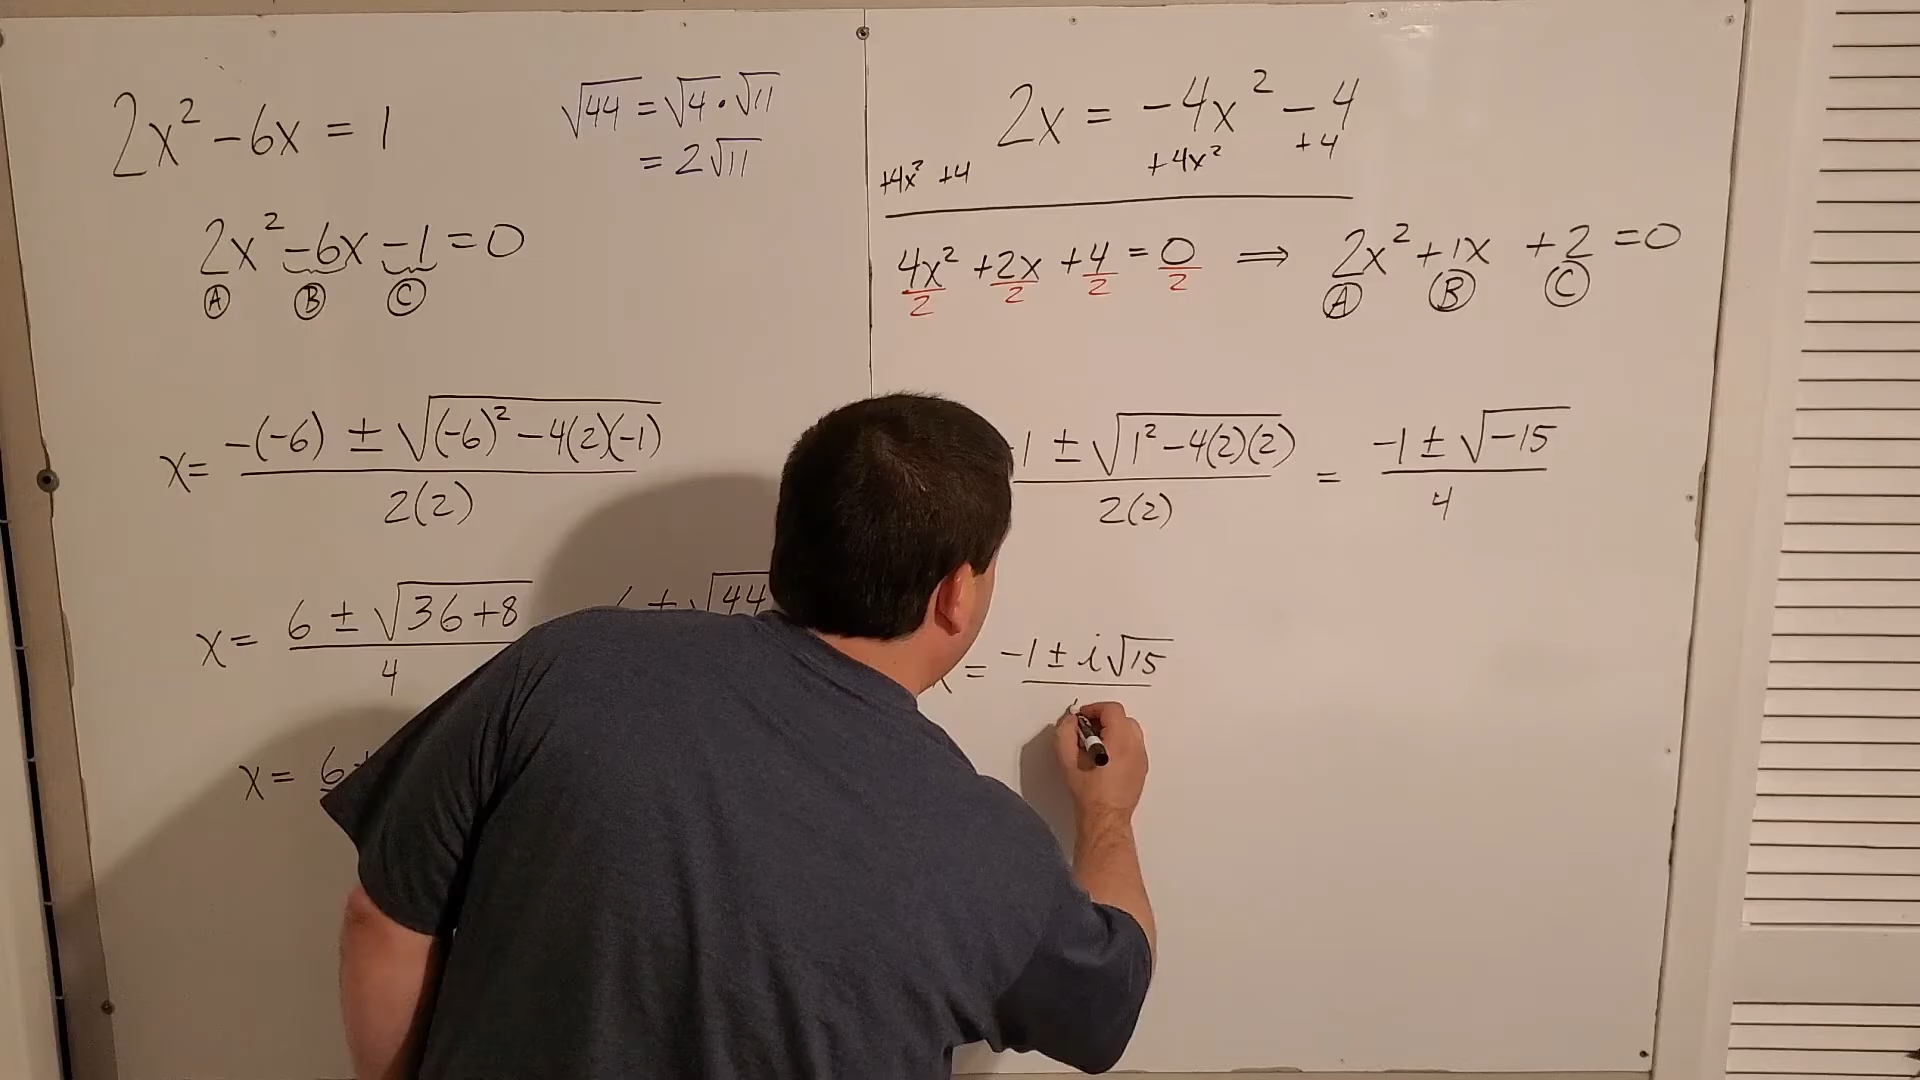 2x² - 6x = 1
√44 = √4 · √11
= 2√11
2x² - 6x - 1 = 0
A B C
x = -(-6) ± √(-6)² - 4(2)(-1)
2(2)
x = 6 ± √36 + 8
4
± √44
x = 6
2x = -4x² - 4
+4x² +4 +4x² +4
4x² + 2x + 4 = 0 ⟹ 2x² + 1x + 2 = 0
2 2 2 2
A B C
1 ± √1² - 4(2)(2) = -1 ± √-15
2(2) 4
= -1 ± i√15